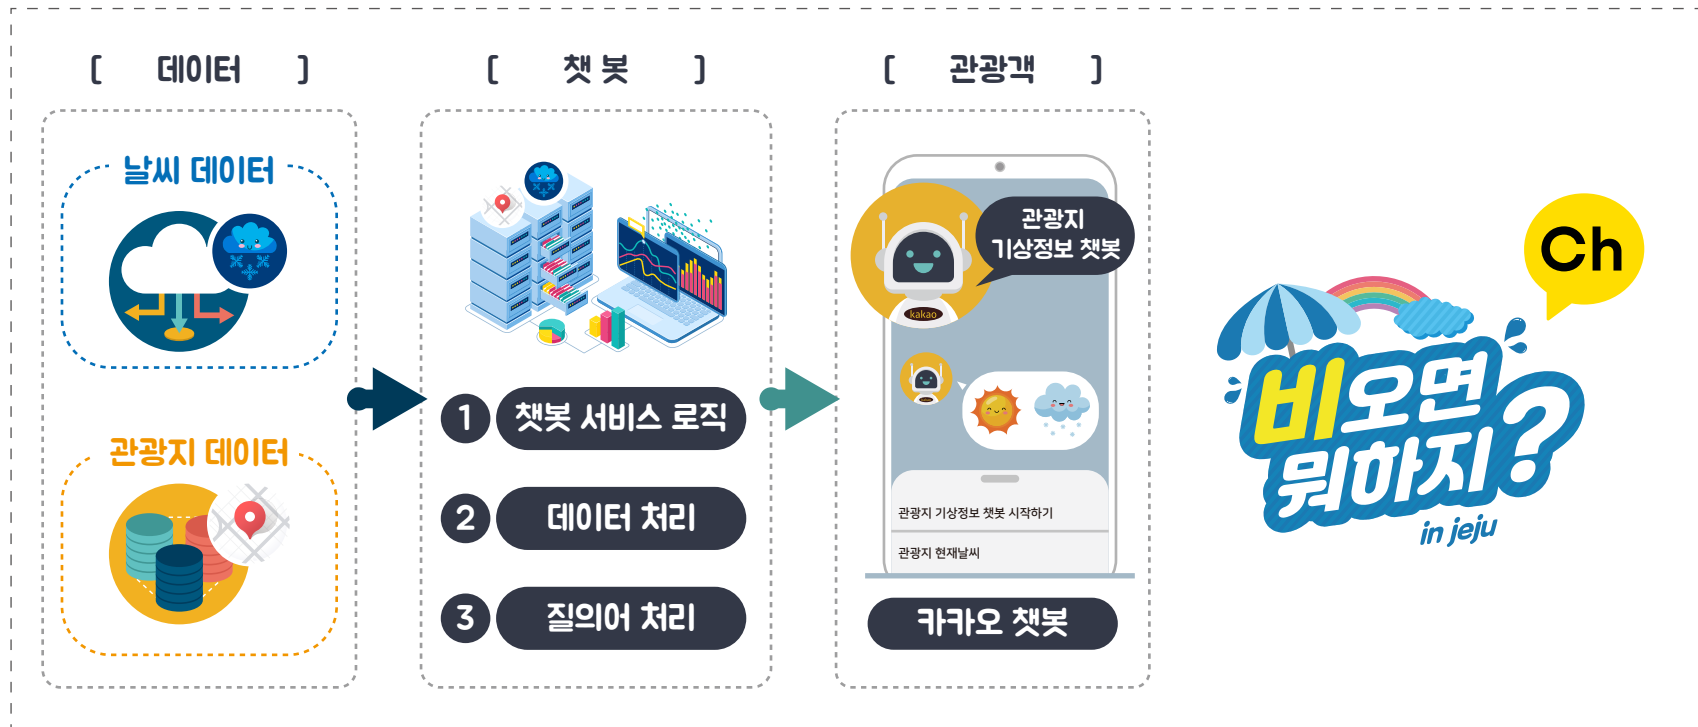 [ 데이터 ]
날씨 데이터
관광지 데이터
[ 챗 봇 ]
1 챗봇 서비스 로직
2 데이터 처리
3 질의어 처리
[ 관광객 ]
관광지
기상정보 챗봇
kakao
관광지 기상정보 챗봇 시작하기
관광지 현재날씨
카카오 챗봇
Ch
비오면
뭐하지?
in jeju